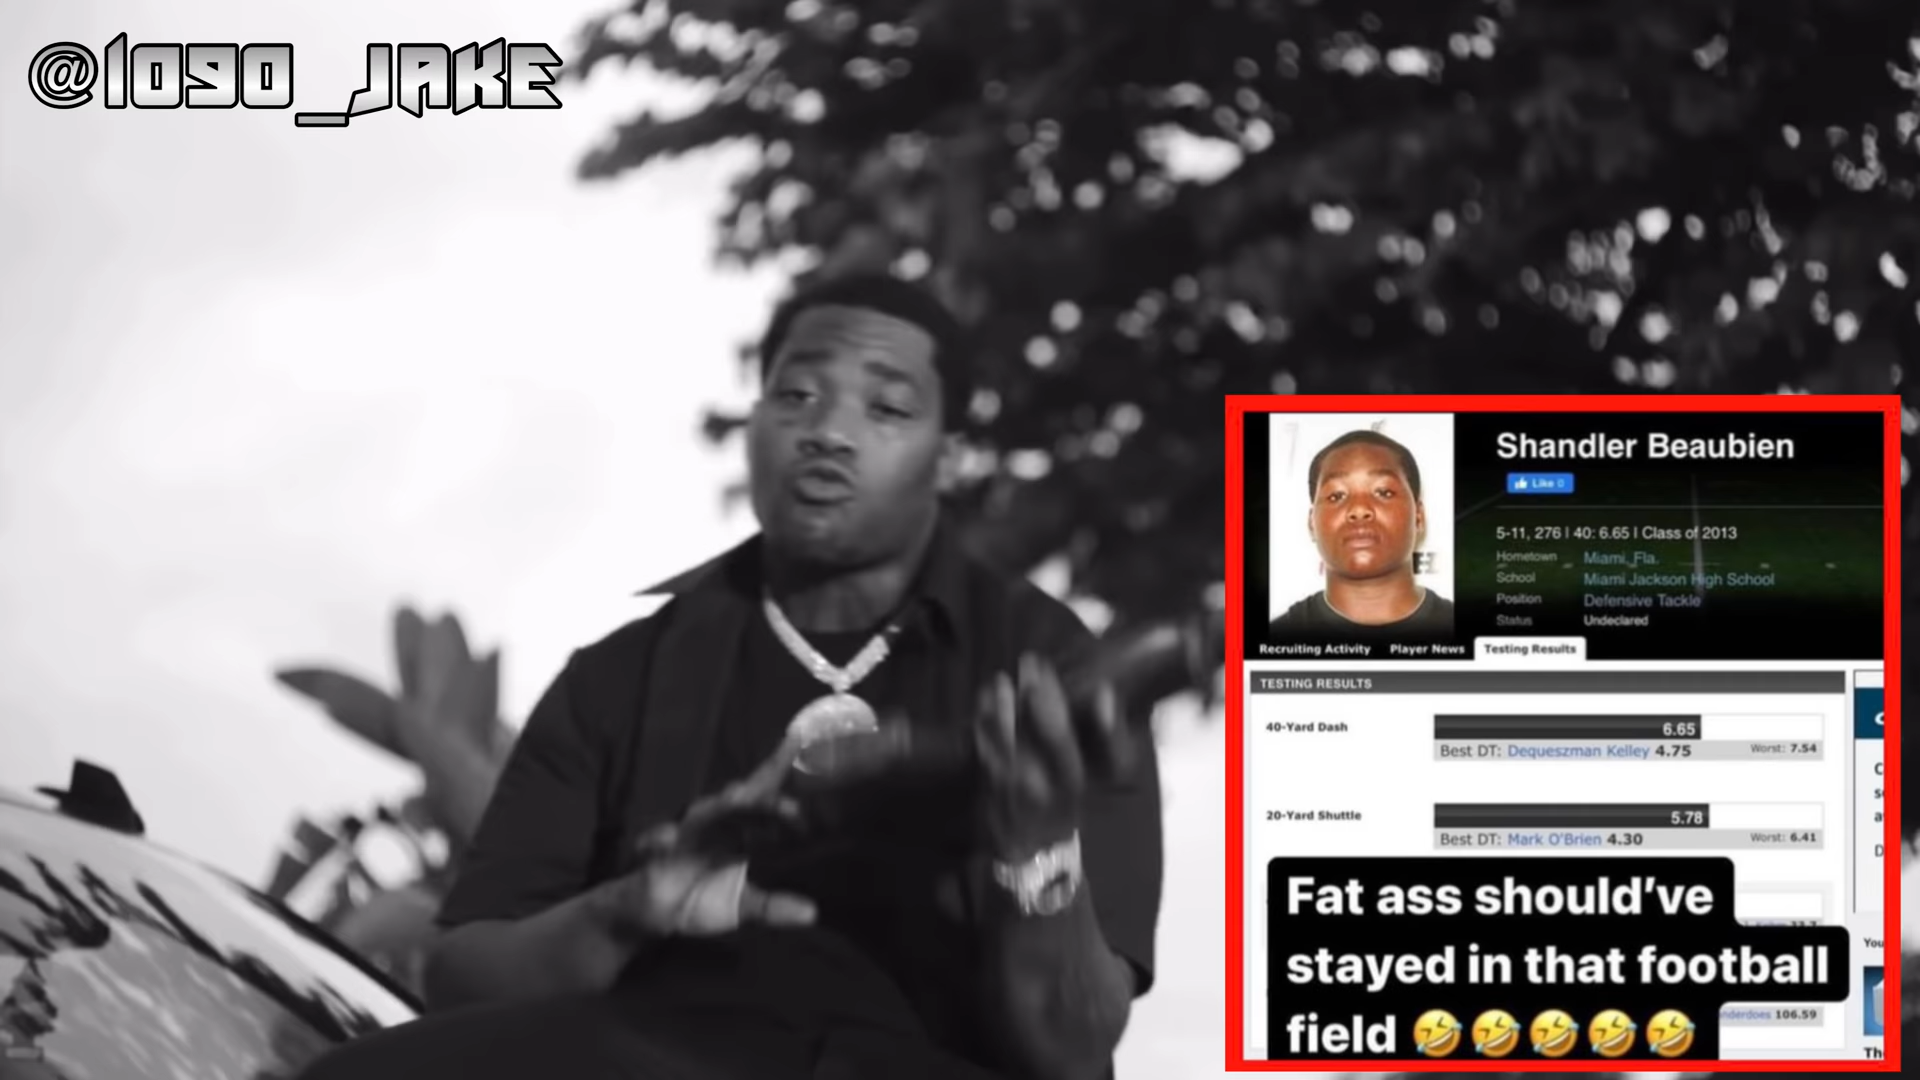 @1090_JAKE
Shandler Beaubien
Like 0
5-11, 276 | 40: 6.65 | Class of 2013
Hometown Miami, Fla.
School Miami Jackson High School
Position Defensive Tackle
Status Undeclared
Recruiting Activity Player News Testing Results
TESTING RESULTS
40-Yard Dash 6.65
Best DT: Dequeszman Kelley 4.75 Worst: 7.54
20-Yard Shuttle 5.78
Best DT: Mark O'Brien 4.30 Worst: 6.41
Fat ass should've
stayed in that football
field 🤣🤣🤣🤣🤣
106.59
You
Th